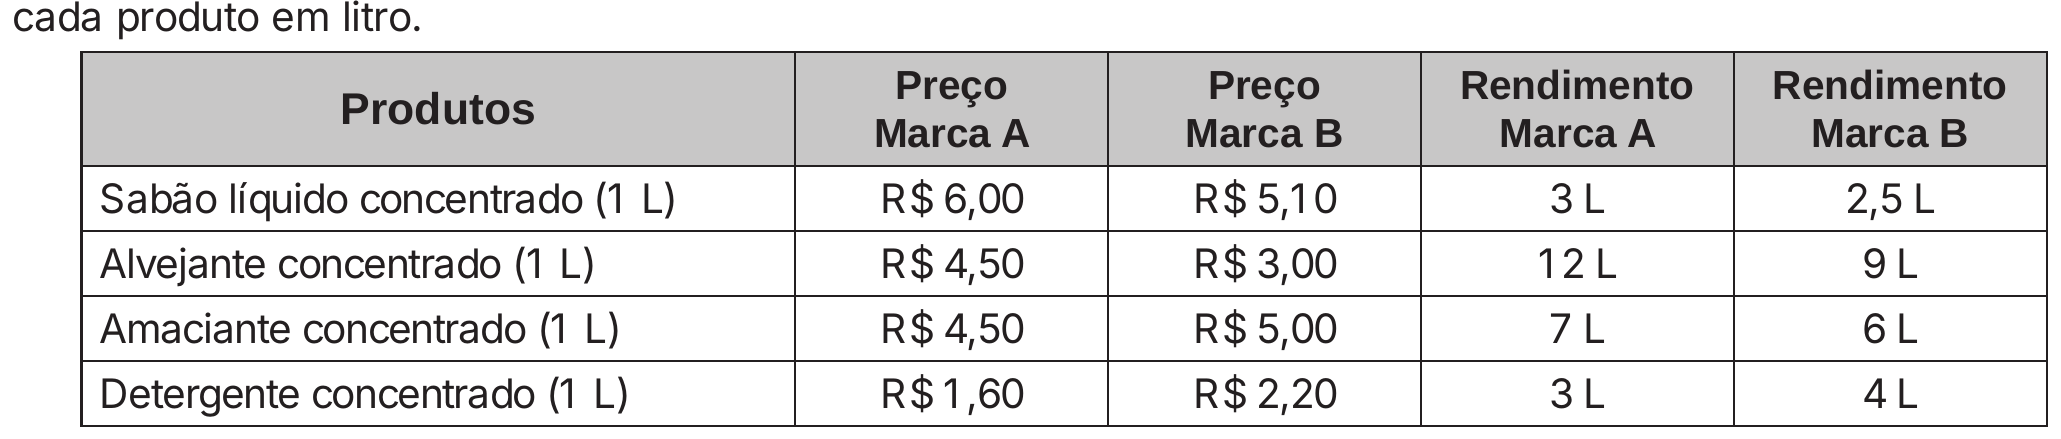 cada produto em litro.
Produtos Preço Marca A Preço Marca B Rendimento Marca A Rendimento Marca B
Sabão líquido concentrado (1 L) R$ 6,00 R$ 5,10 3 L 2,5 L
Alvejante concentrado (1 L) R$ 4,50 R$ 3,00 12 L 9 L
Amaciante concentrado (1 L) R$ 4,50 R$ 5,00 7 L 6 L
Detergente concentrado (1 L) R$ 1,60 R$ 2,20 3 L 4 L